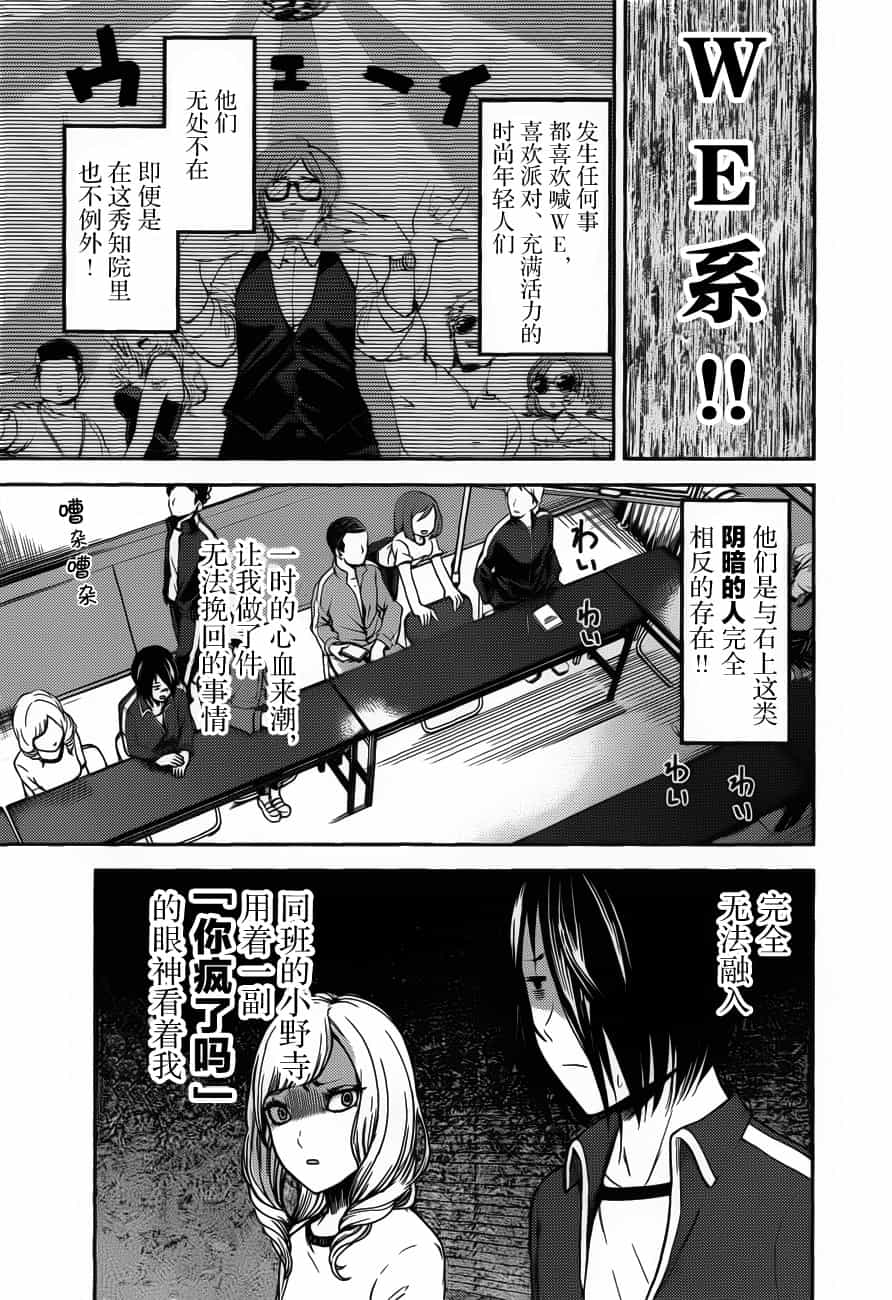 WE系!!
发生任何事
都喜欢喊WE，
喜欢派对、充满活力的
时尚年轻人们
ウェーイ
他们
无处不在
即便是
在这秀知院里
也不例外！
他们是与石上这类
阴暗的人完全
相反的存在!!
わい
わい
わい
わい
一时的心血来潮，
让我做了件
无法挽回的事情
嘈杂嘈杂
完全
无法融入
同班的小野寺
用着一副
「你疯了吗」
的眼神看着我